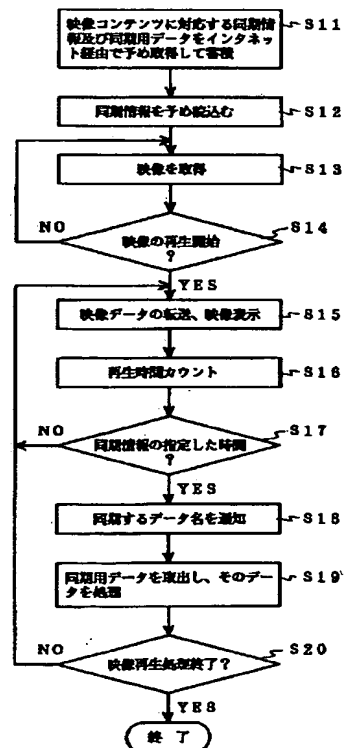 映像コンテンツに対応する同期情
報及び同期用データをインタネッ
ト経由で予め取得して蓄積
S11
同期情報を予め読込む
S12
映像を取得
S13
映像の再生開始
?
S14
NO
YES
映像データの転送、映像表示
S15
再生時間カウント
S16
同期情報の指定した時間
?
S17
NO
YES
同期するデータ名を通知
S18
同期用データを取出し、そのデー
タを処理
S19
映像再生処理終了?
S20
NO
YES
終了